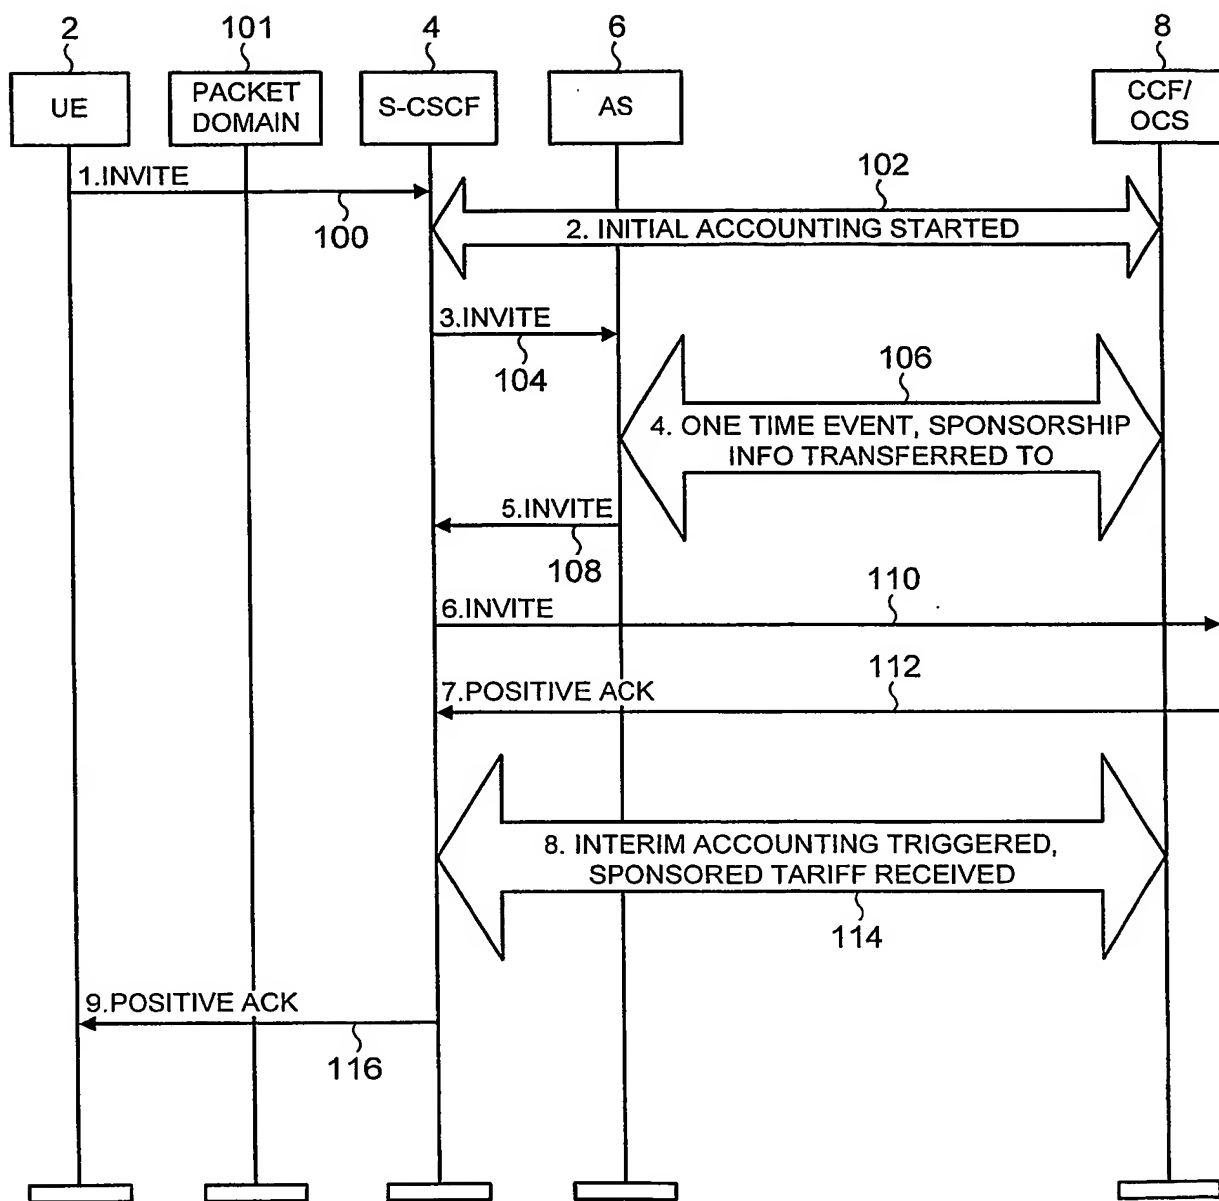 2
101
4
6
8
UE
PACKET
DOMAIN
S-CSCF
AS
CCF/
OCS
1.INVITE
100
102
2. INITIAL ACCOUNTING STARTED
3.INVITE
104
106
4. ONE TIME EVENT, SPONSORSHIP
INFO TRANSFERRED TO
5.INVITE
108
6.INVITE
110
7.POSITIVE ACK
112
8. INTERIM ACCOUNTING TRIGGERED,
SPONSORED TARIFF RECEIVED
114
9.POSITIVE ACK
116